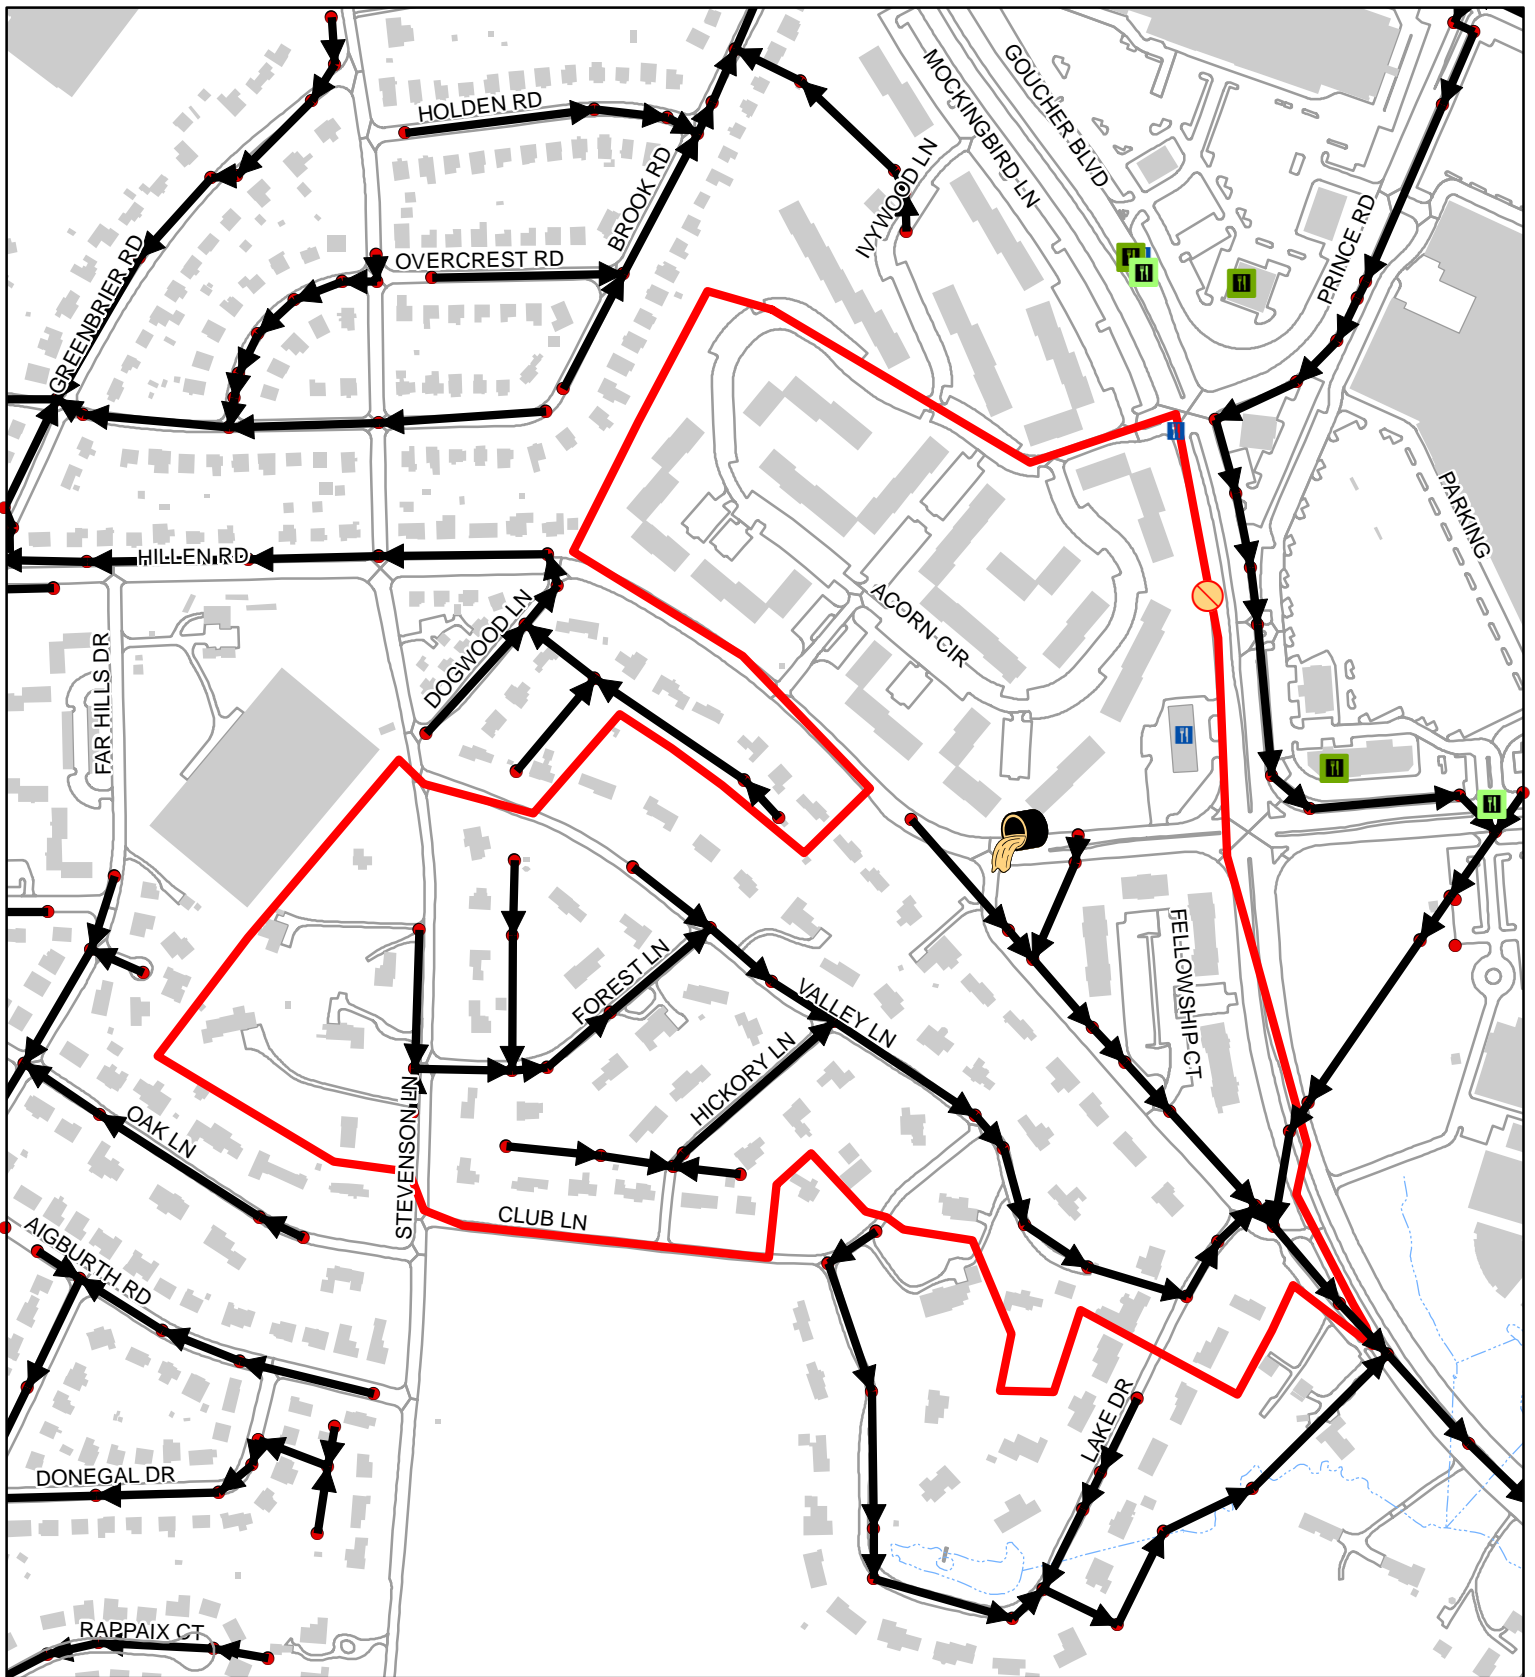 HOLDEN RD
MOCKINGBIRD LN
GOUCHER BLVD
BROOK RD
IVYWOOD LN
OVERCREST RD
PRINCE RD
GREENBRIER RD
PARKING
HILLEN RD
DOGWOOD LN
ACORN CIR
FAR HILLS DR
FOREST LN
FELLOWSHIP CT
VALLEY LN
HICKORY LN
OAK LN
STEVENSON LN
CLUB LN
AIGBURTH RD
LAKE DR
DONEGAL DR
RAPPAIX CT